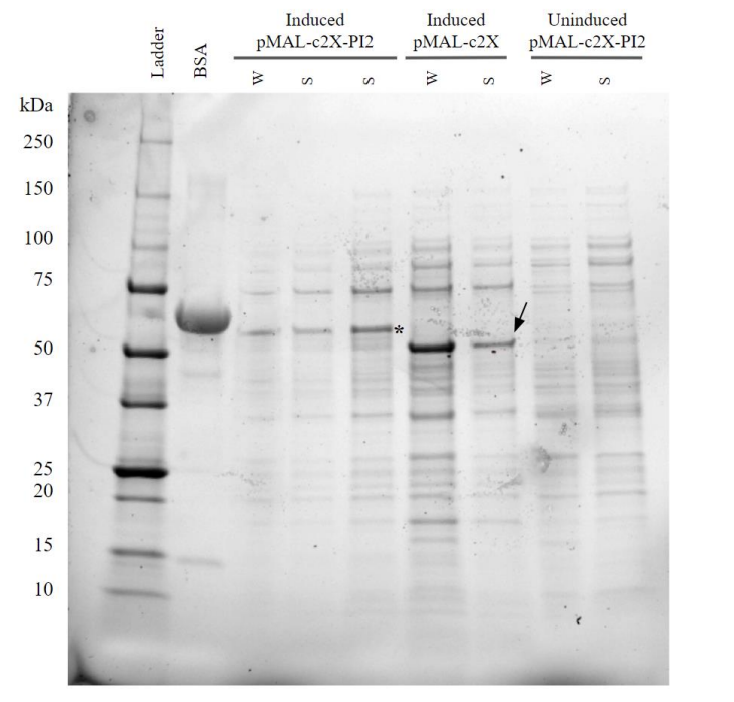 Induced
pMAL-c2X-PI2
Induced
pMAL-c2X
Uninduced
pMAL-c2X-PI2
Ladder
BSA
W
S
S
W
S
W
S
kDa
250
150
100
75
50
37
25
20
15
10
*